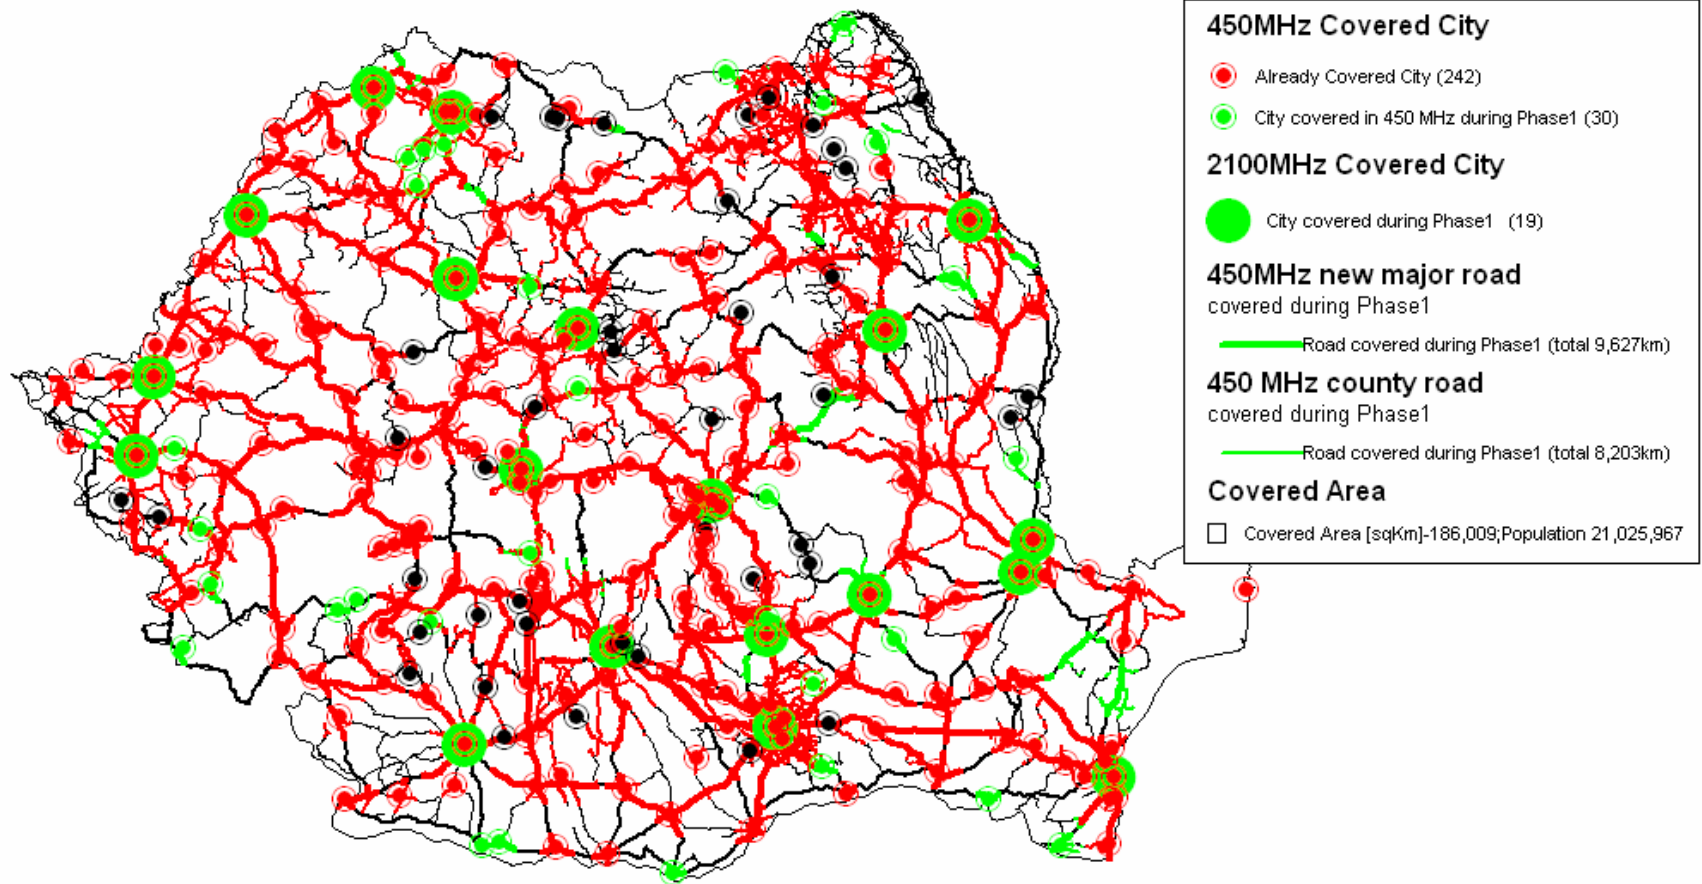 450MHz Covered City
Already Covered City (242)
City covered in 450 MHz during Phase1 (30)
2100MHz Covered City
City covered during Phase1 (19)
450MHz new major road
covered during Phase1
Road covered during Phase1 (total 9,627km)
450 MHz county road
covered during Phase1
Road covered during Phase1 (total 8,203km)
Covered Area
Covered Area [sqKm]-186,009;Population 21,025,967